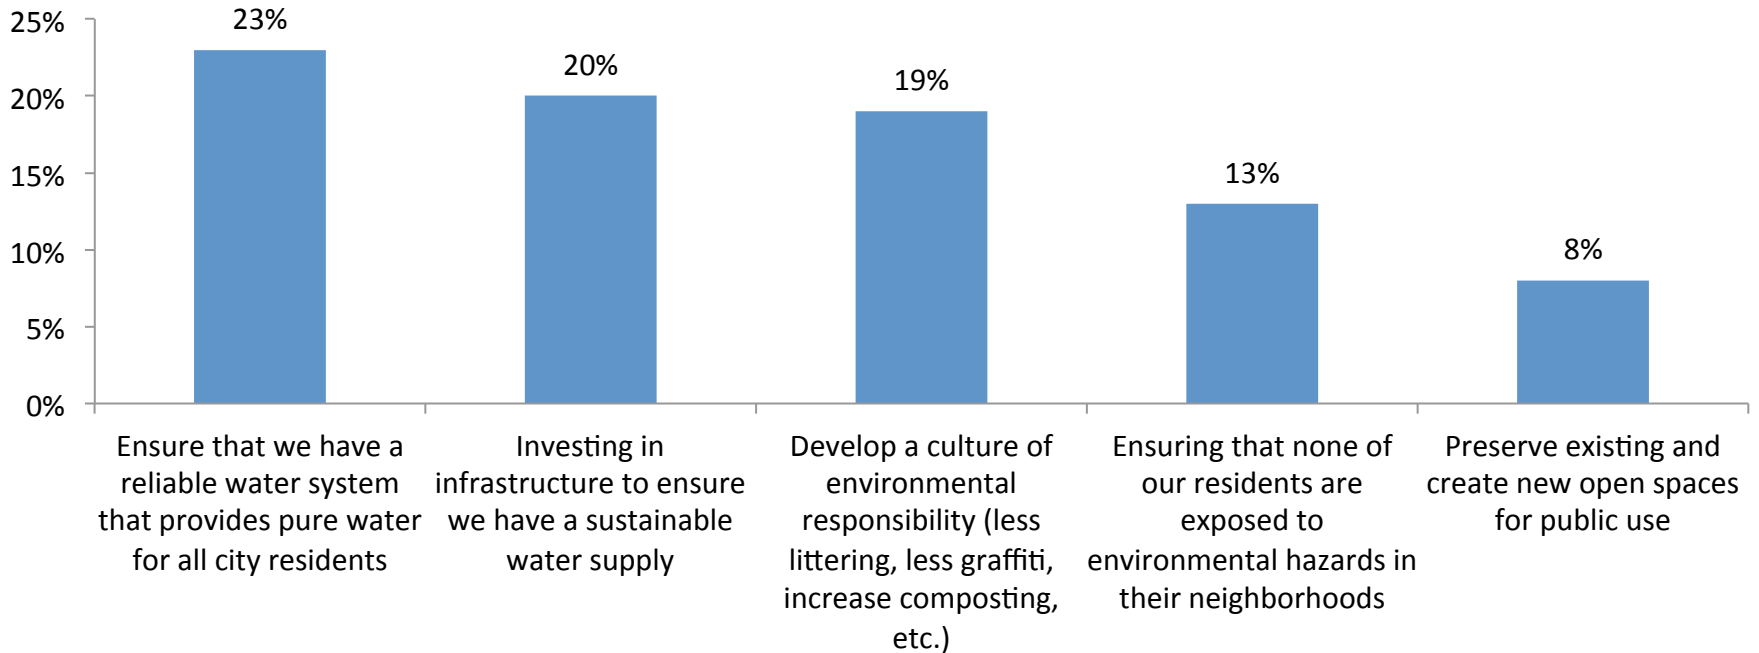 25%
20%
15%
10%
5%
0%
23%
20%
19%
13%
8%
Ensure that we have a
reliable water system
that provides pure water
for all city residents
Investing in
infrastructure to ensure
we have a sustainable
water supply
Develop a culture of
environmental
responsibility (less
littering, less graffiti,
increase composting,
etc.)
Ensuring that none of
our residents are
exposed to
environmental hazards in
their neighborhoods
Preserve existing and
create new open spaces
for public use